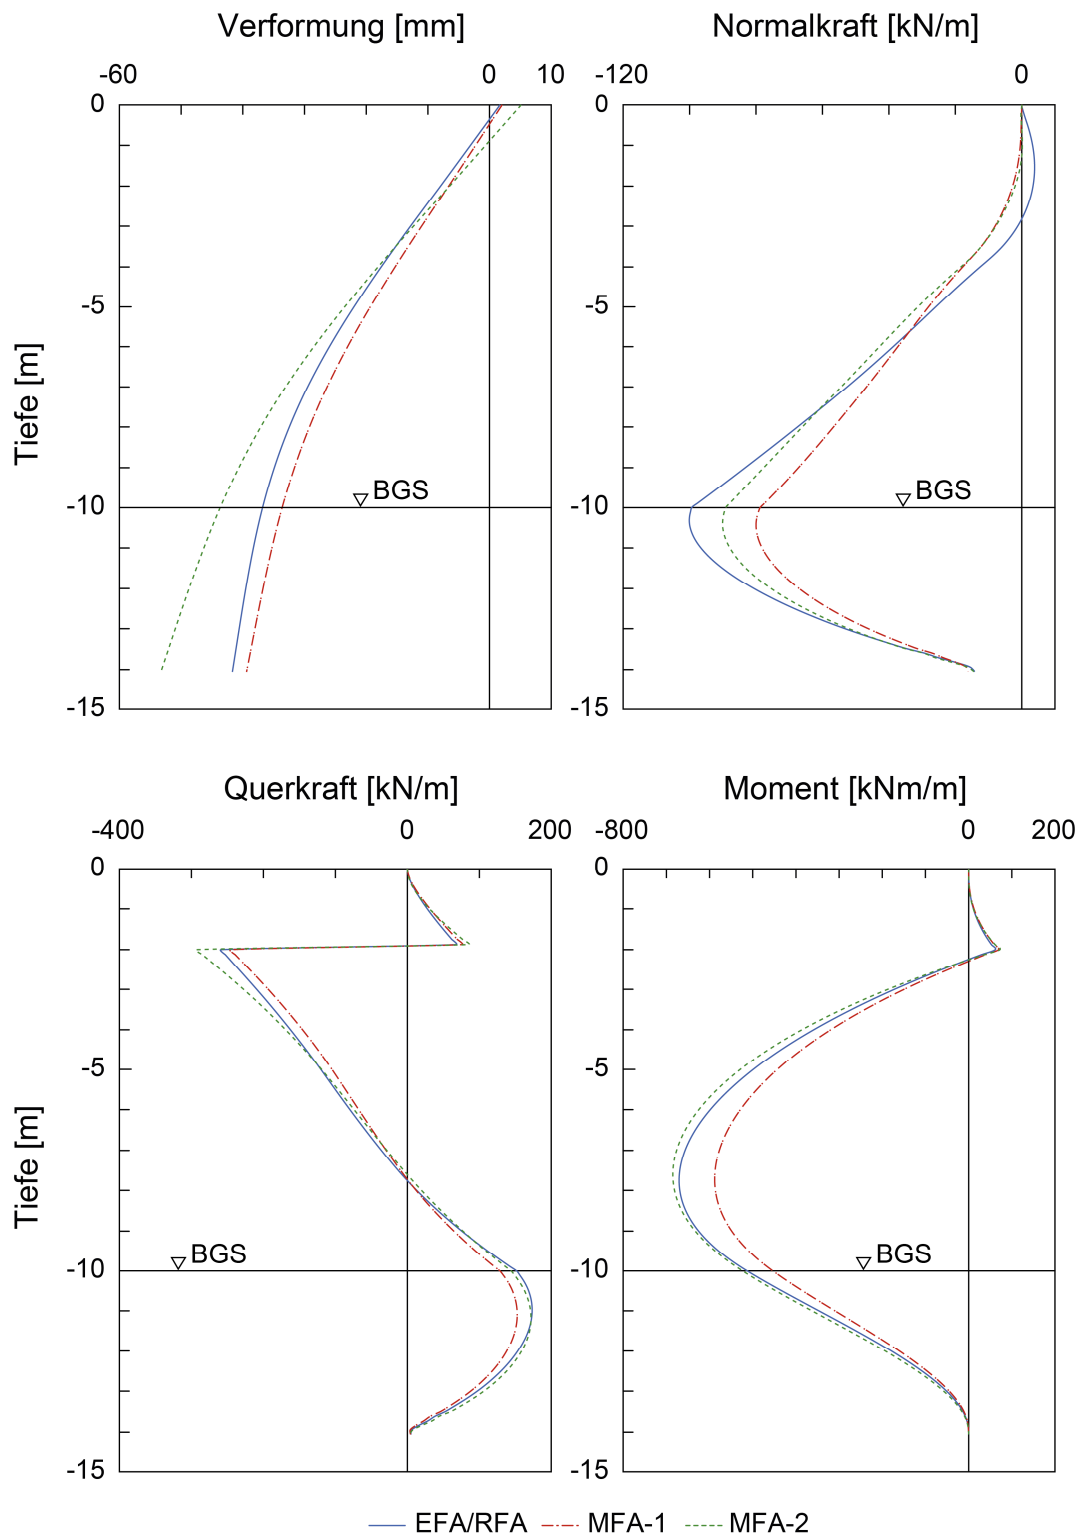 Verformung [mm]
Normalkraft [kN/m]
-60 0 10
-120 0
0
0
-5
-5
Tiefe [m]
BGS
BGS
-10
-10
-15
-15
Querkraft [kN/m]
Moment [kNm/m]
-400 0 200
-800 0 200
0
0
-5
-5
Tiefe [m]
BGS
BGS
-10
-10
-15
-15
EFA/RFA MFA-1 MFA-2